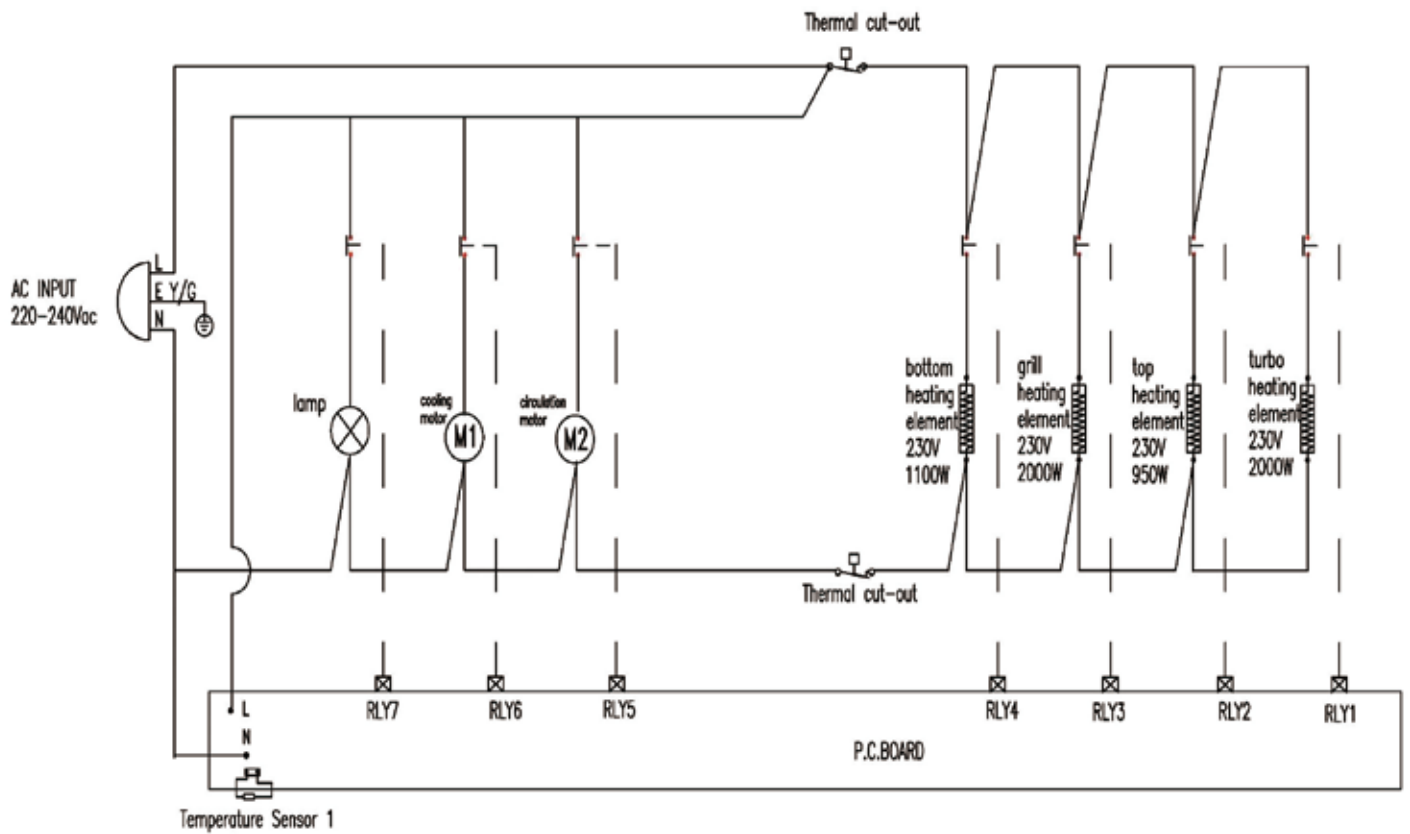 Thermal cut-out
L
AC INPUT
E Y/G
220-240Vac
N
lamp
cooling
motor
M1
circulation
motor
M2
bottom
heating
element
230V
1100W
grill
heating
element
230V
2000W
top
heating
element
230V
950W
turbo
heating
element
230V
2000W
Thermal cut-out
L
N
RLY7
RLY6
RLY5
RLY4
RLY3
RLY2
RLY1
P.C.BOARD
Temperature Sensor 1